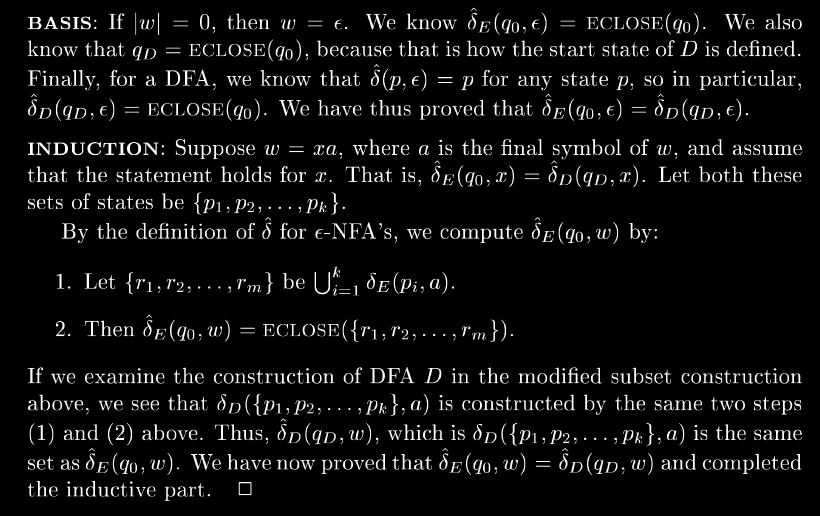 BASIS: If |w| = 0, then w = ϵ. We know δ̂_E(q_0, ϵ) = ECLOSE(q_0). We also
know that q_D = ECLOSE(q_0), because that is how the start state of D is defined.
Finally, for a DFA, we know that δ̂(p, ϵ) = p for any state p, so in particular,
δ̂_D(q_D, ϵ) = ECLOSE(q_0). We have thus proved that δ̂_E(q_0, ϵ) = δ̂_D(q_D, ϵ).
INDUCTION: Suppose w = xa, where a is the final symbol of w, and assume
that the statement holds for x. That is, δ̂_E(q_0, x) = δ̂_D(q_D, x). Let both these
sets of states be {p_1, p_2, . . . , p_k}.
By the definition of δ̂ for ϵ-NFA's, we compute δ̂_E(q_0, w) by:
1. Let {r_1, r_2, . . . , r_m} be ⋃_{i=1}^k δ_E(p_i, a).
2. Then δ̂_E(q_0, w) = ECLOSE({r_1, r_2, . . . , r_m}).
If we examine the construction of DFA D in the modified subset construction
above, we see that δ_D({p_1, p_2, . . . , p_k}, a) is constructed by the same two steps
(1) and (2) above. Thus, δ̂_D(q_D, w), which is δ_D({p_1, p_2, . . . , p_k}, a) is the same
set as δ̂_E(q_0, w). We have now proved that δ̂_E(q_0, w) = δ̂_D(q_D, w) and completed
the inductive part. □